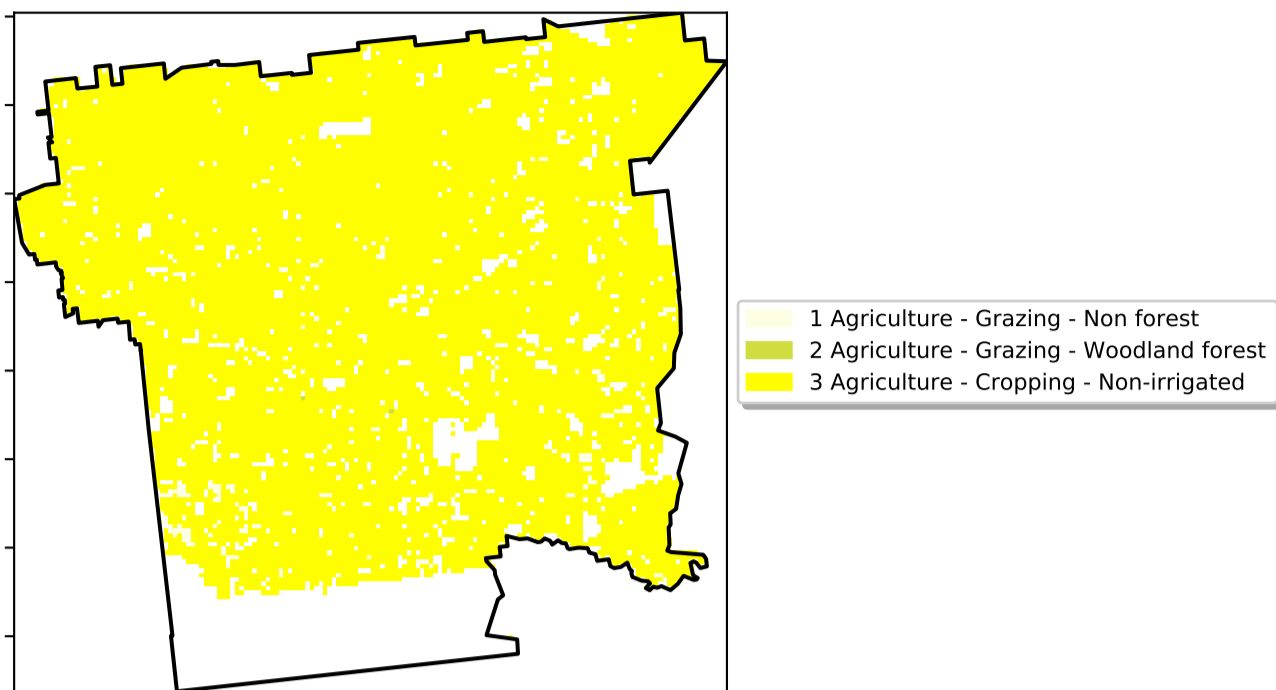 1 Agriculture - Grazing - Non forest
2 Agriculture - Grazing - Woodland forest
3 Agriculture - Cropping - Non-irrigated